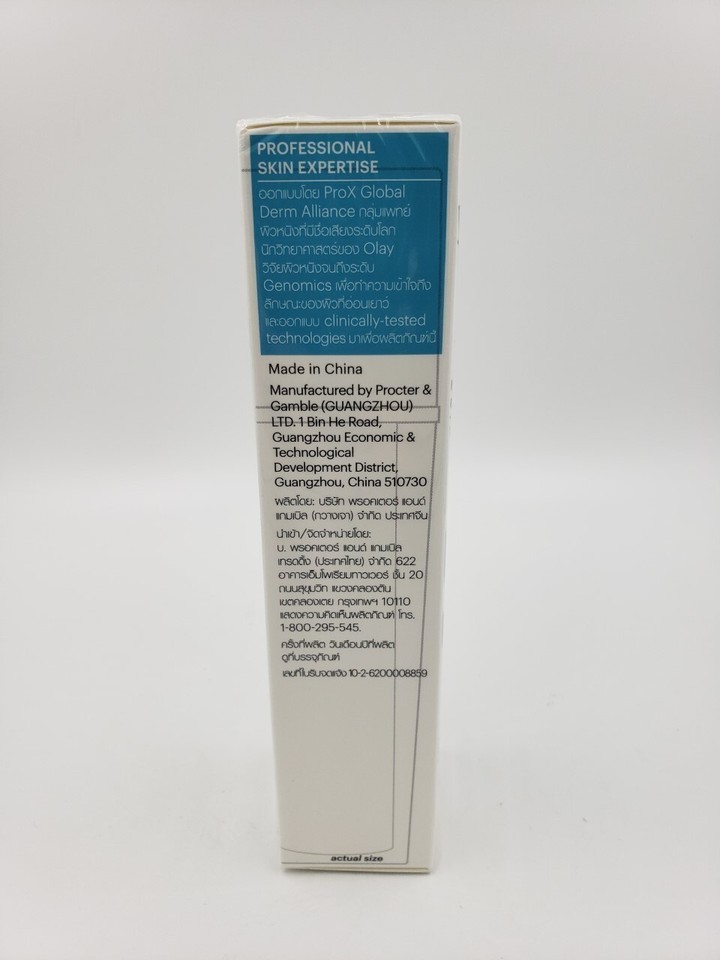 PROFESSIONAL
SKIN EXPERTISE
ออกแบบโดย ProX Global
Derm Alliance กลุ่มแพทย์
ผิวหนังที่มีชื่อเสียงระดับโลก
นักวิทยาศาสตร์ของ Olay
วิจัยผิวหนังจนถึงระดับ
Genomics เพื่อทำความเข้าใจถึง
ลักษณะของผิวที่อ่อนเยาว์
และออกแบบ clinically-tested
technologies มาเพื่อผลิตภัณฑ์นี้
Made in China
Manufactured by Procter &
Gamble (GUANGZHOU)
LTD. 1 Bin He Road,
Guangzhou Economic &
Technological
Development District,
Guangzhou, China 510730
ผลิตโดย: บริษัท พรอคเตอร์ แอนด์
แกมเบิล (กวางเจา) จำกัด ประเทศจีน
นำเข้า/จัดจำหน่ายโดย:
บ. พรอคเตอร์ แอนด์ แกมเบิล
เทรดดิ้ง (ประเทศไทย) จำกัด 622
อาคารเอ็มโพเรียมทาวเวอร์ ชั้น 20
ถนนสุขุมวิท แขวงคลองตัน
เขตคลองเตย กรุงเทพฯ 10110
แสดงความคิดเห็นผลิตภัณฑ์ โทร.
1-800-295-545.
ครั้งที่ผลิต วันเดือนปีที่ผลิต
ดูที่บรรจุภัณฑ์
เลขที่ใบรับจดแจ้ง 10-2-6200008859
actual size